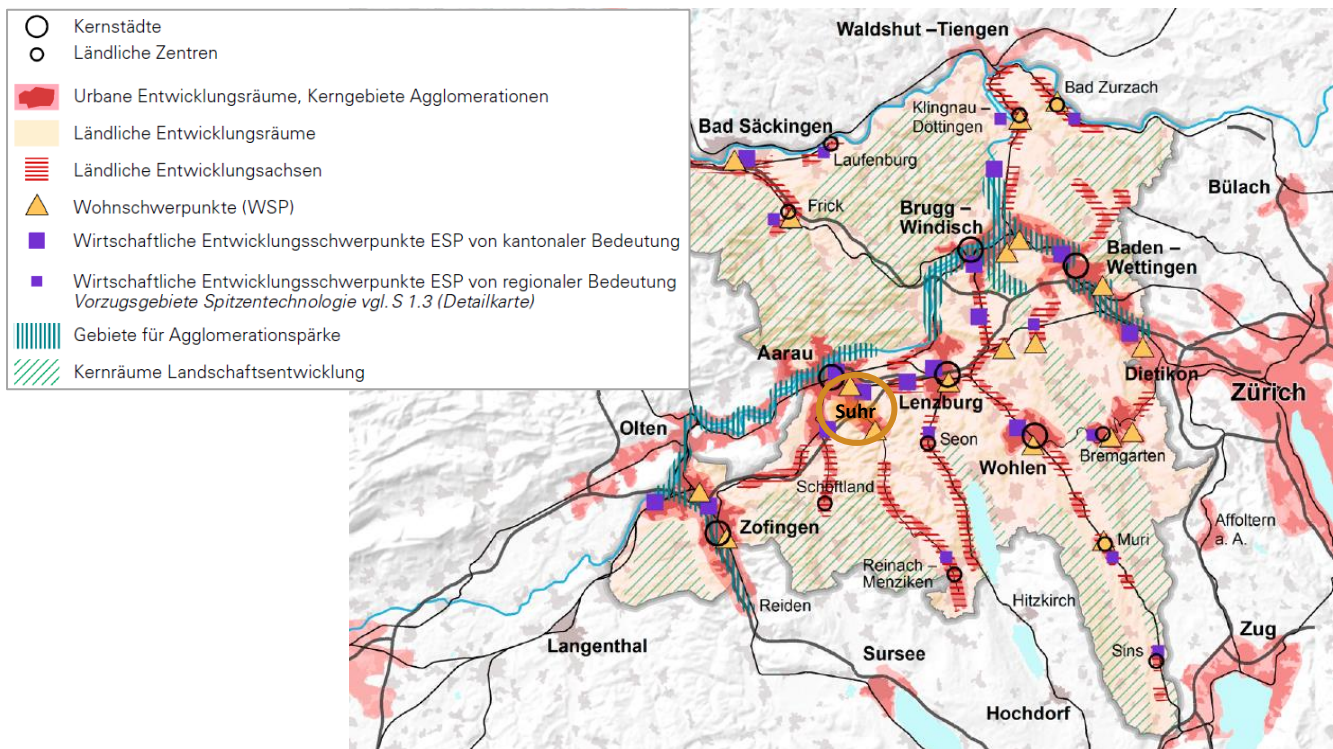 Kernstädte
Ländliche Zentren
Urbane Entwicklungsräume, Kerngebiete Agglomerationen
Ländliche Entwicklungsräume
Ländliche Entwicklungsachsen
Wohnschwerpunkte (WSP)
Wirtschaftliche Entwicklungsschwerpunkte ESP von kantonaler Bedeutung
Wirtschaftliche Entwicklungsschwerpunkte ESP von regionaler Bedeutung
Vorzugsgebiete Spitzentechnologie vgl. S 1.3 (Detailkarte)
Gebiete für Agglomerationspärke
Kernräume Landschaftsentwicklung
Waldshut –Tiengen
Bad Zurzach
Klingnau –
Döttingen
Bad Säckingen
Laufenburg
Bülach
Frick
Brugg –
Windisch
Baden –
Wettingen
Aarau
Dietikon
Zürich
Suhr
Lenzburg
Olten
Seon
Wohlen
Bremgarten
Schöftland
Zofingen
Affoltern
a. A.
Muri
Reinach –
Menziken
Hitzkirch
Reiden
Langenthal
Sursee
Zug
Sins
Hochdorf